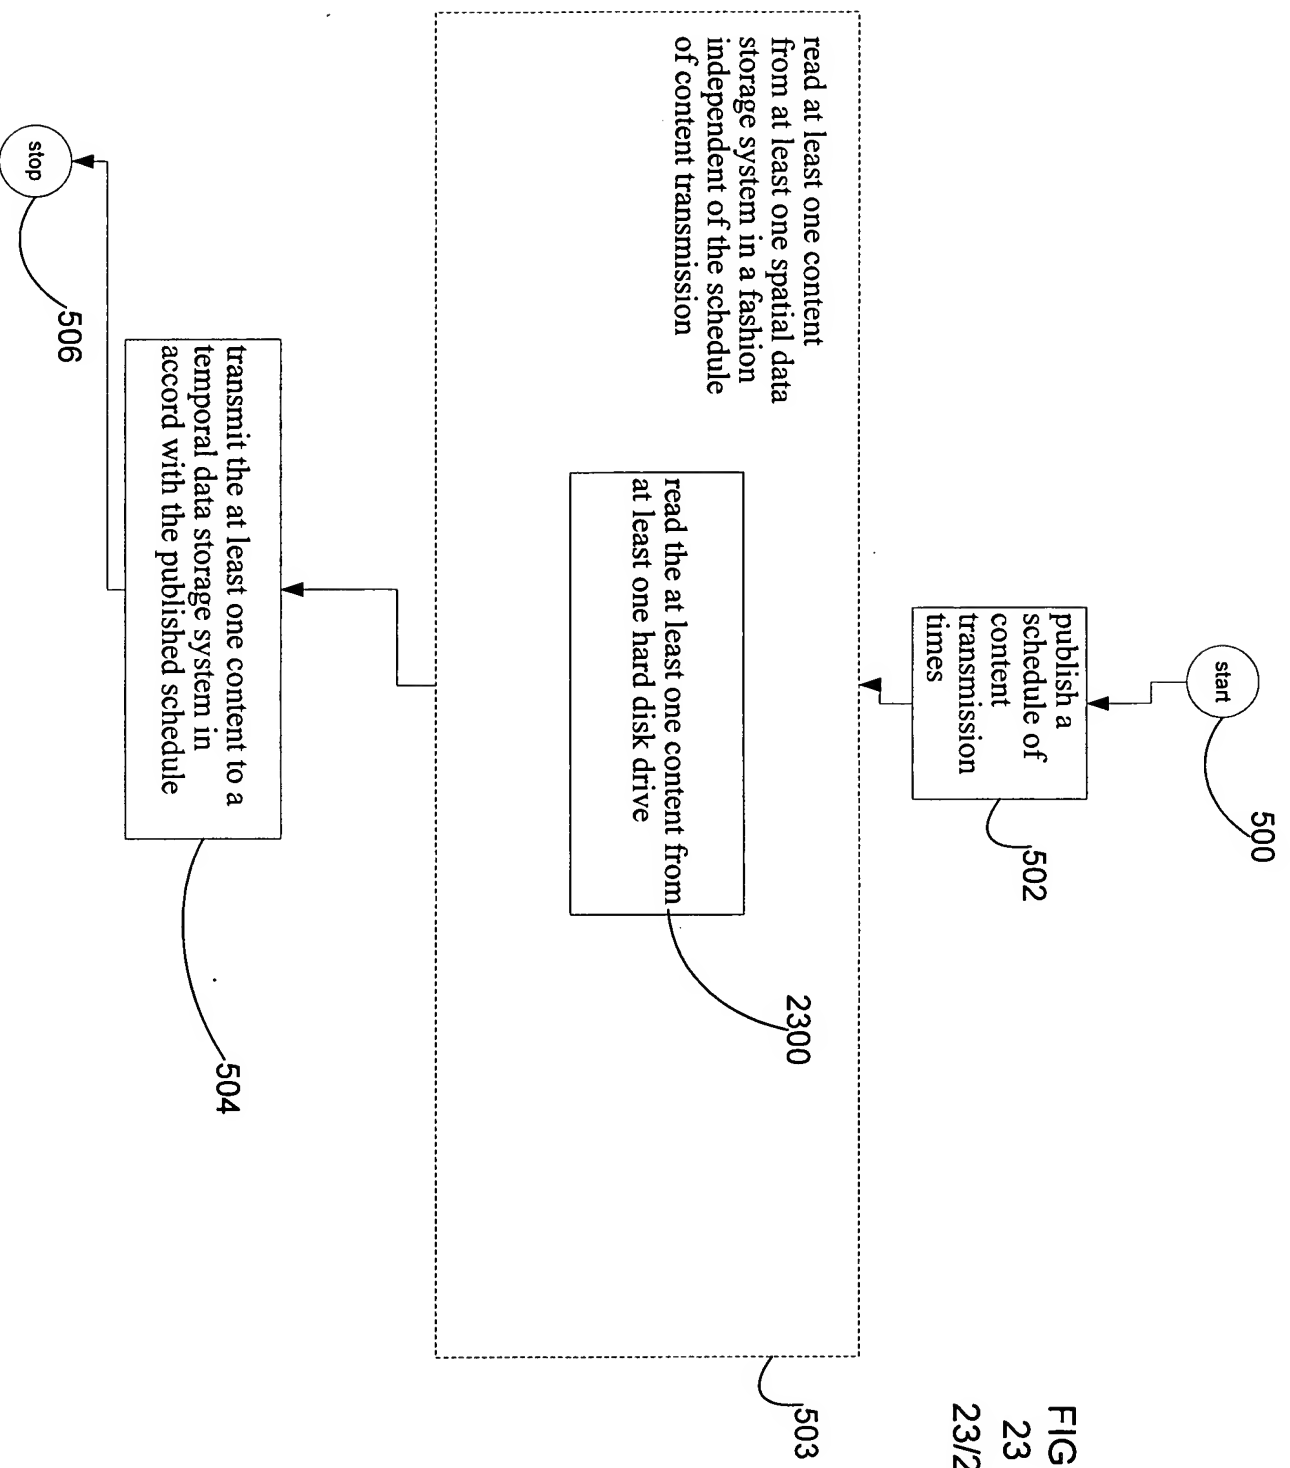 FIG
23
23/2
start
500
publish a
schedule of
content
transmission
times
502
read at least one content
from at least one spatial data
storage system in a fashion
independent of the schedule
of content transmission
read the at least one content from
at least one hard disk drive
2300
503
transmit the at least one content to a
temporal data storage system in
accord with the published schedule
504
stop
506